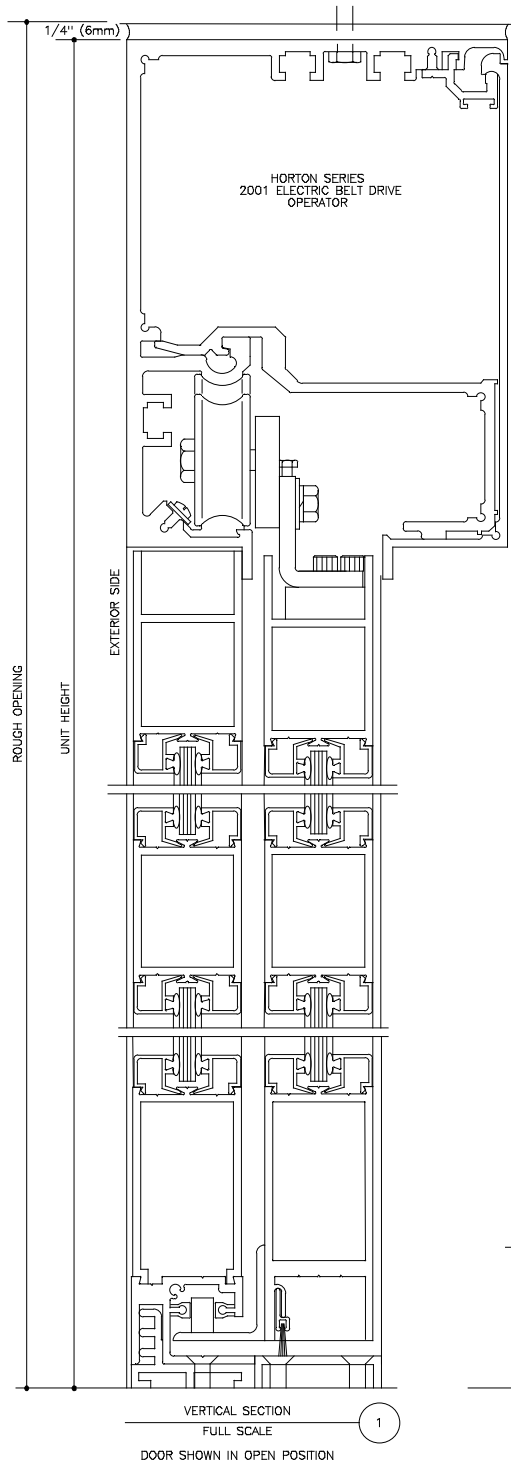 1/4" (6mm)
HORTON SERIES
2001 ELECTRIC BELT DRIVE
OPERATOR
EXTERIOR SIDE
ROUGH OPENING
UNIT HEIGHT
VERTICAL SECTION
FULL SCALE
1
DOOR SHOWN IN OPEN POSITION